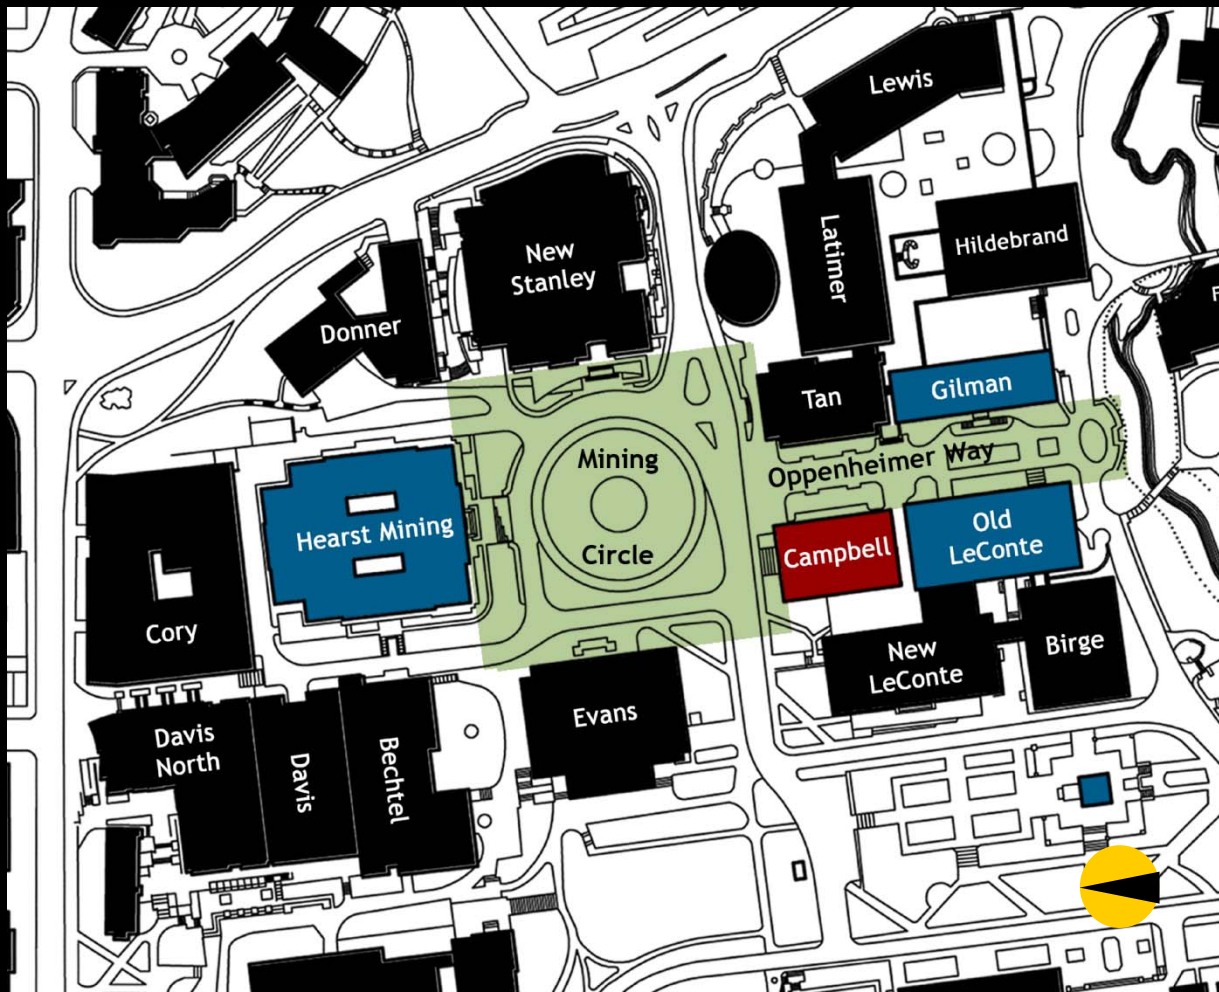 Lewis
New
Stanley
Latimer
C
Hildebrand
F
Donner
Gilman
Tan
Mining
Circle
Oppenheimer Way
Hearst Mining
Old
LeConte
Campbell
Cory
New
LeConte
Birge
Evans
Davis
North
Davis
Bechtel